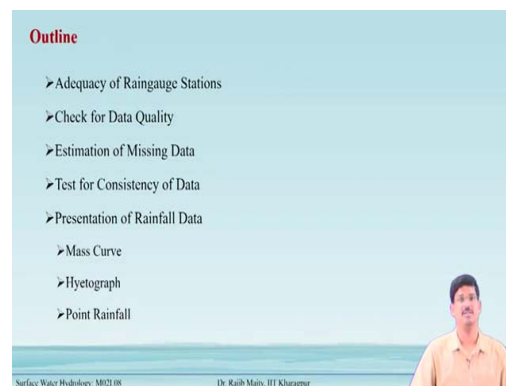 Outline
➢Adequacy of Raingauge Stations
➢Check for Data Quality
➢Estimation of Missing Data
➢Test for Consistency of Data
➢Presentation of Rainfall Data
➢Mass Curve
➢Hyetograph
➢Point Rainfall
Surface Water Hydrology: M02L08 Dr. Rajib Maity, IIT Kharagpur